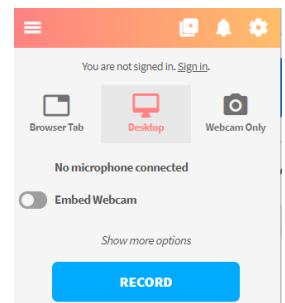 You are not signed in. Sign in.
Browser Tab
Desktop
Webcam Only
No microphone connected
Embed Webcam
Show more options
RECORD